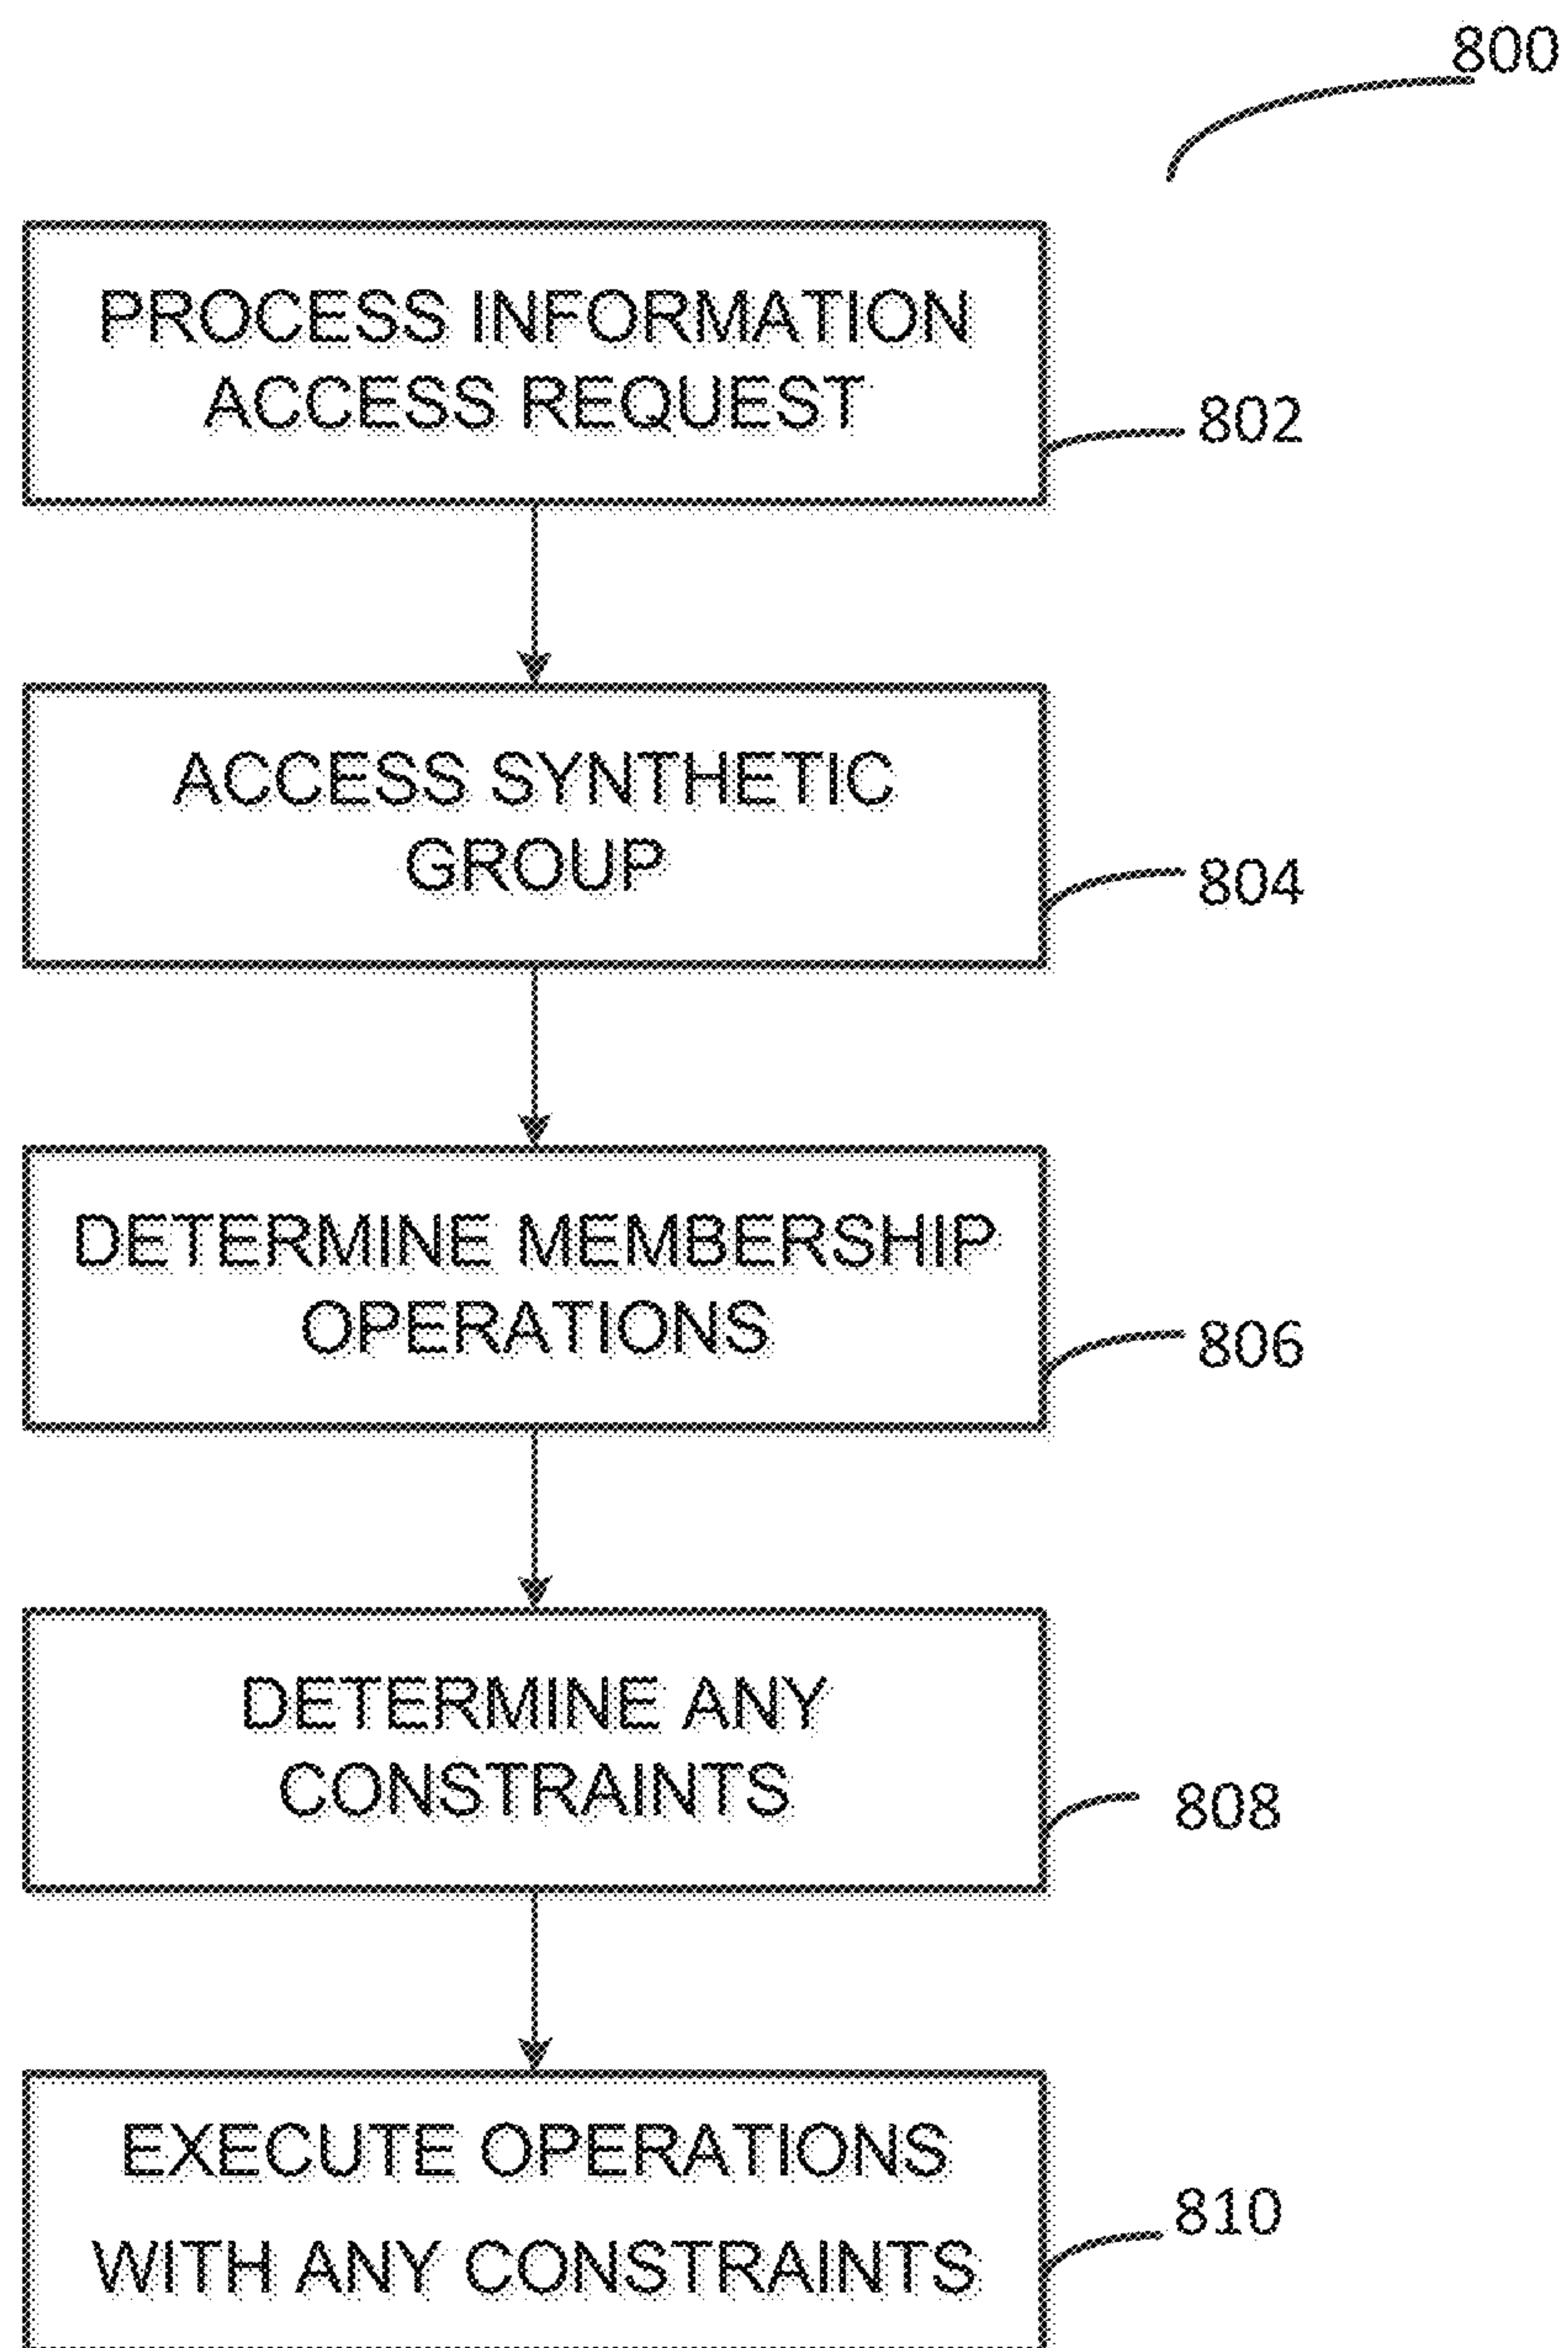 800
PROCESS INFORMATION
ACCESS REQUEST
802
ACCESS SYNTHETIC
GROUP
804
DETERMINE MEMBERSHIP
OPERATIONS
806
DETERMINE ANY
CONSTRAINTS
808
EXECUTE OPERATIONS
WITH ANY CONSTRAINTS
810